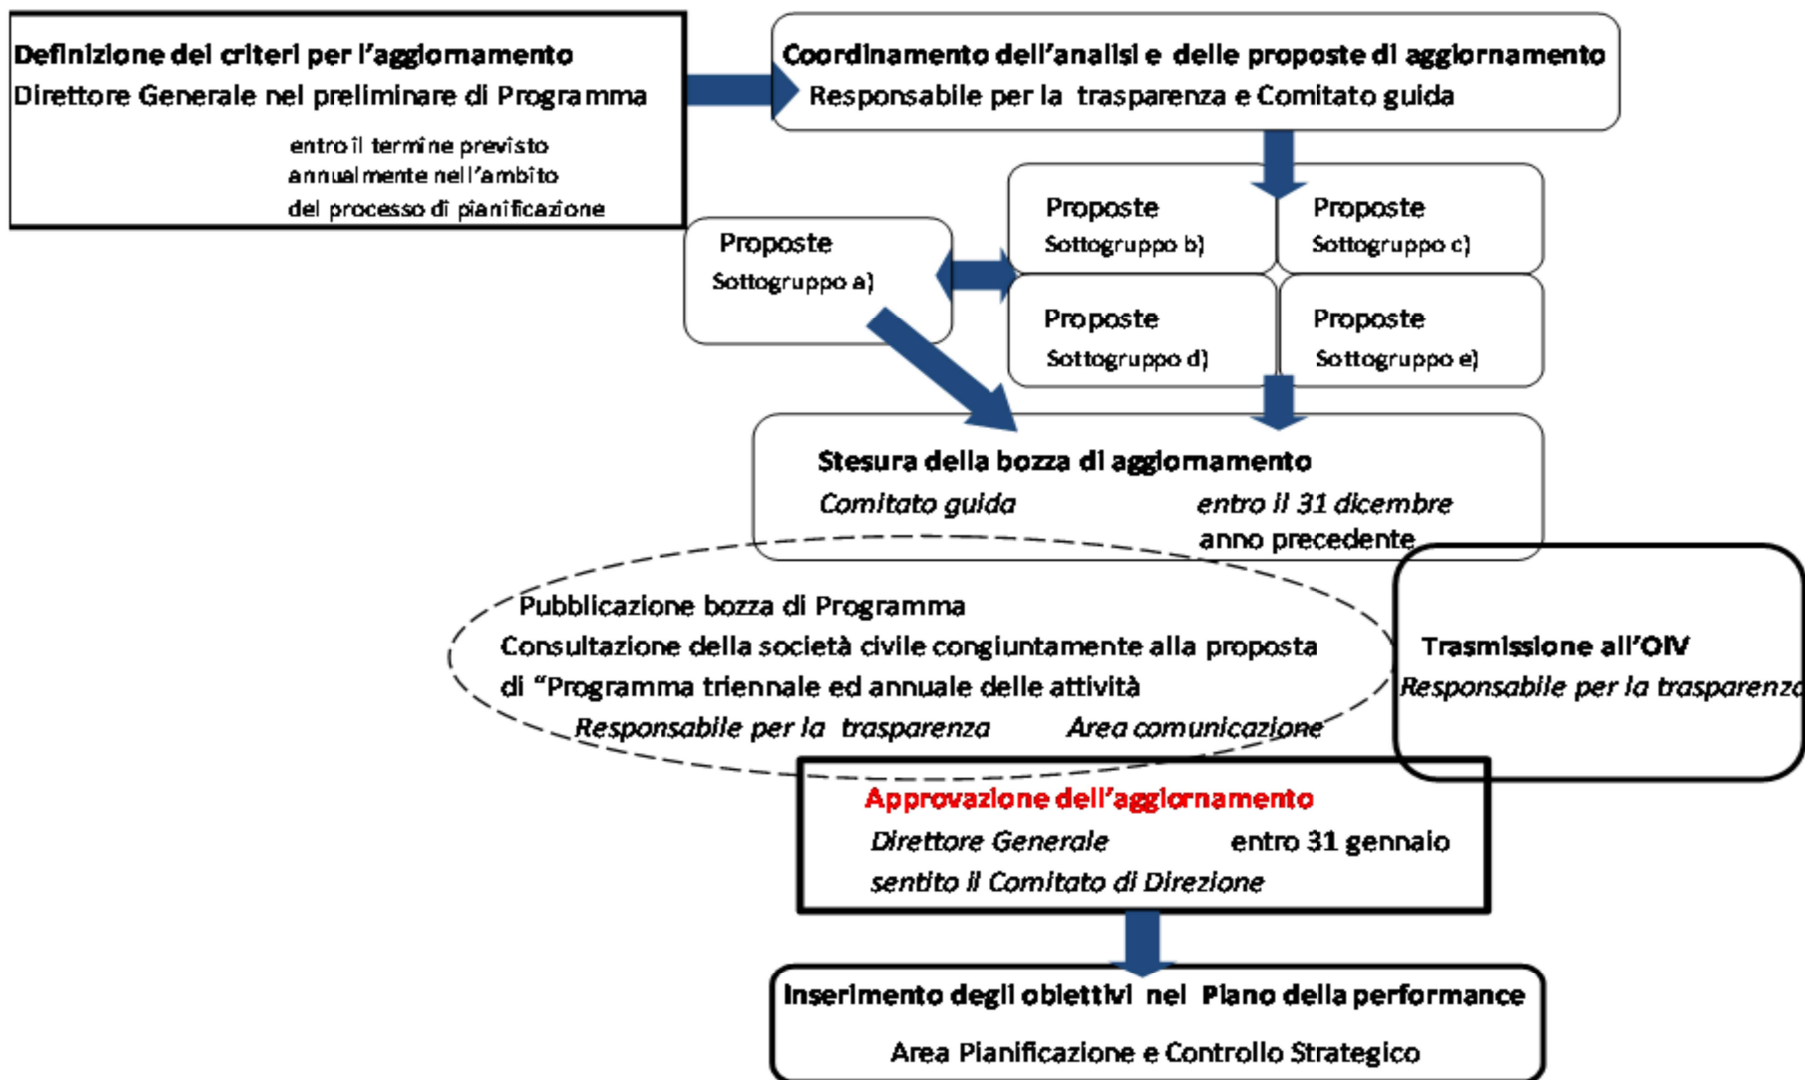 Definizione dei criteri per l'aggiornamento
Direttore Generale nel preliminare di Programma
entro il termine previsto
annualmente nell'ambito
del processo di pianificazione
Coordinamento dell'analisi e delle proposte di aggiornamento
Responsabile per la trasparenza e Comitato guida
Proposte
Sottogruppo a)
Proposte
Sottogruppo b)
Proposte
Sottogruppo c)
Proposte
Sottogruppo d)
Proposte
Sottogruppo e)
Stesura della bozza di aggiornamento
Comitato guida entro il 31 dicembre
anno precedente
Pubblicazione bozza di Programma
Consultazione della società civile congiuntamente alla proposta
di “Programma triennale ed annuale delle attività
Responsabile per la trasparenza Area comunicazione
Trasmissione all'OIV
Responsabile per la trasparenza
Approvazione dell'aggiornamento
Direttore Generale entro 31 gennaio
sentito il Comitato di Direzione
Inserimento degli obiettivi nel Piano della performance
Area Pianificazione e Controllo Strategico